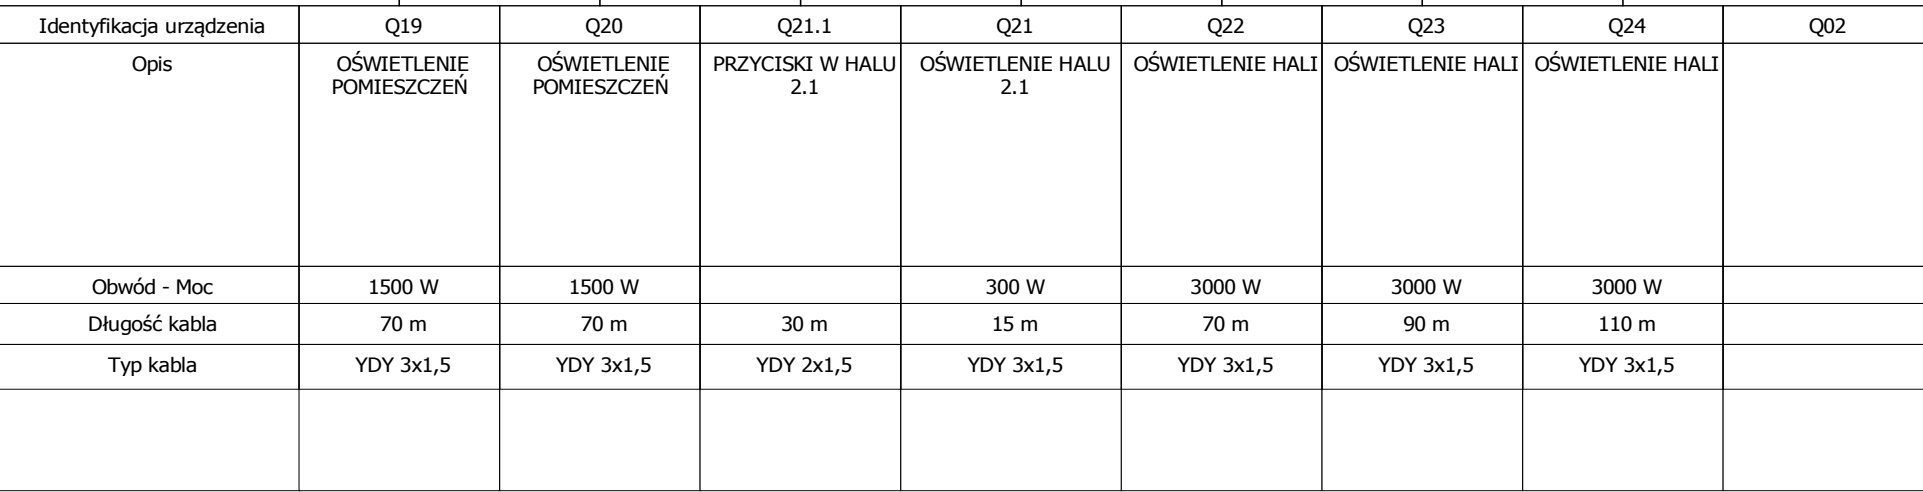 Identyfikacja urządzenia Q19 Q20 Q21.1 Q21 Q22 Q23 Q24 Q02
Opis OŚWIETLENIE OŚWIETLENIE PRZYCISKI W HALU OŚWIETLENIE HALU OŚWIETLENIE HALI OŚWIETLENIE HALI OŚWIETLENIE HALI
POMIESZCZEŃ POMIESZCZEŃ 2.1 2.1
Obwód - Moc 1500 W 1500 W 300 W 3000 W 3000 W 3000 W
Długość kabla 70 m 70 m 30 m 15 m 70 m 90 m 110 m
Typ kabla YDY 3x1,5 YDY 3x1,5 YDY 2x1,5 YDY 3x1,5 YDY 3x1,5 YDY 3x1,5 YDY 3x1,5